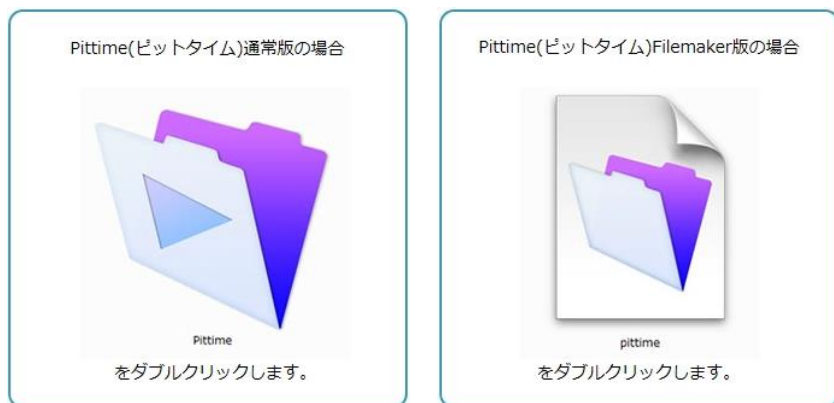 Pittime(ピットタイム)通常版の場合
Pittime
をダブルクリックします。
Pittime(ピットタイム)Filemaker版の場合
pittime
をダブルクリックします。